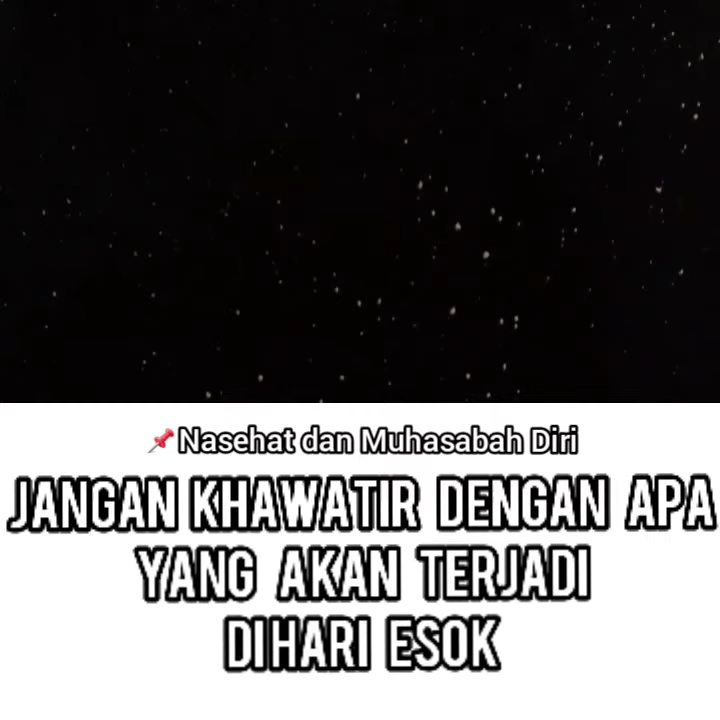 📌Nasehat dan Muhasabah Diri
JANGAN KHAWATIR DENGAN APA
YANG AKAN TERJADI
DIHARI ESOK